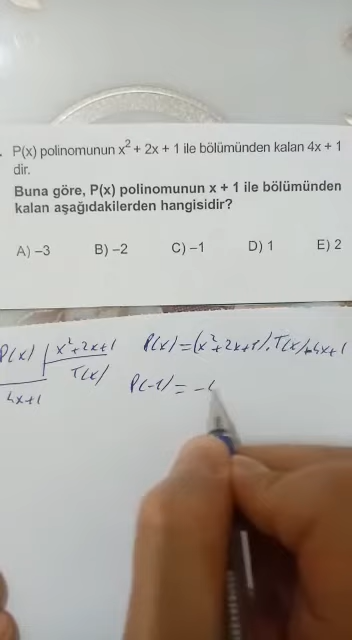 . P(x) polinomunun x² + 2x + 1 ile bölümünden kalan 4x + 1
dir.
Buna göre, P(x) polinomunun x + 1 ile bölümünden
kalan aşağıdakilerden hangisidir?
A) –3 B) –2 C) –1 D) 1 E) 2
P(x) | x²+2x+1 P(x)=(x²+2x+1).T(x)+4x+1
T(x) P(-1)= -
4x+1